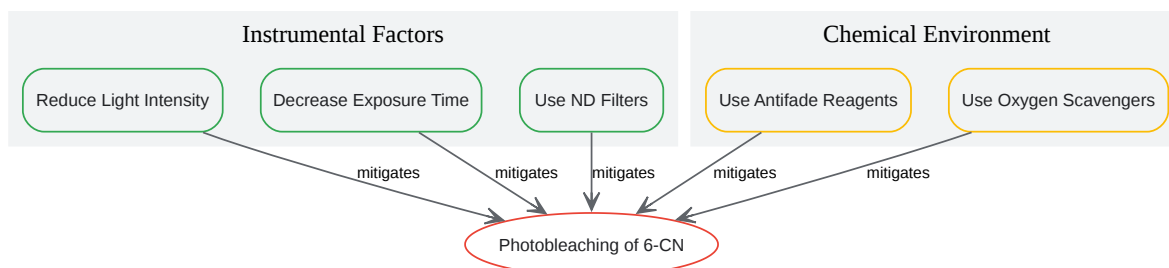 Instrumental Factors
Chemical Environment
Reduce Light Intensity
Decrease Exposure Time
Use ND Filters
Use Antifade Reagents
Use Oxygen Scavengers
mitigates
mitigates
mitigates
mitigates
mitigates
Photobleaching of 6-CN